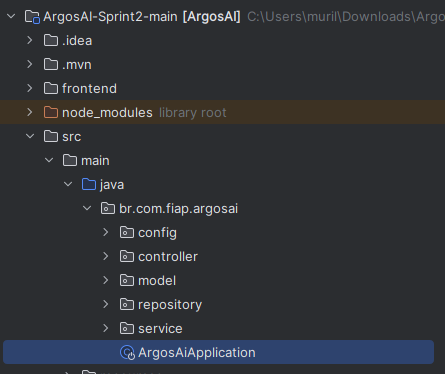 ArgosAI-Sprint2-main [ArgosAI] C:\Users\muril\Downloads\Argo
.idea
.mvn
frontend
node_modules library root
src
main
java
br.com.fiap.argosai
config
controller
model
repository
service
ArgosAiApplication